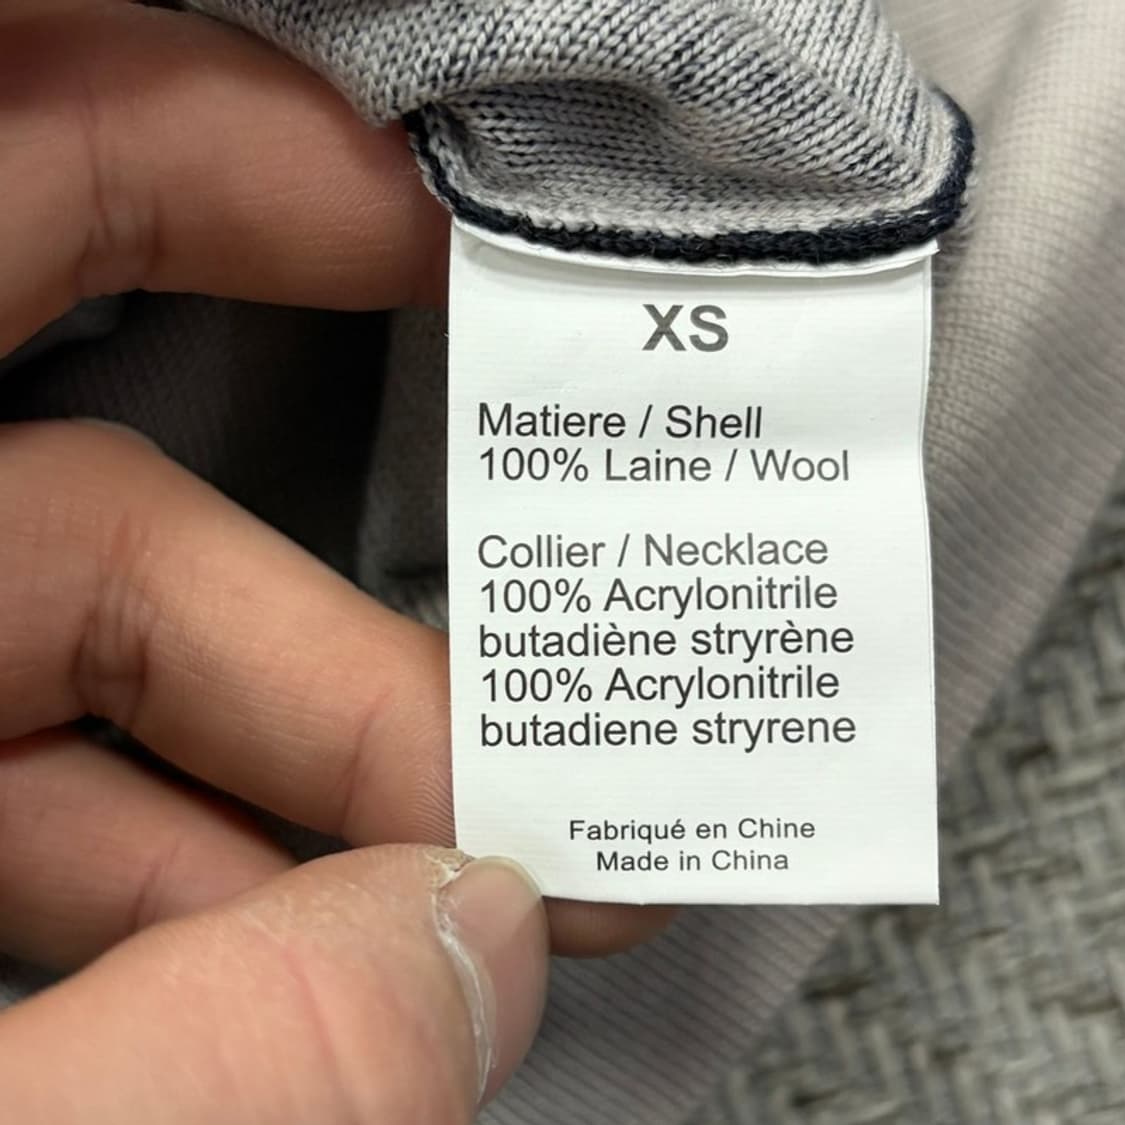 XS
Matiere / Shell
100% Laine / Wool
Collier / Necklace
100% Acrylonitrile
butadiène stryrène
100% Acrylonitrile
butadiene stryrene
Fabriqué en Chine
Made in China